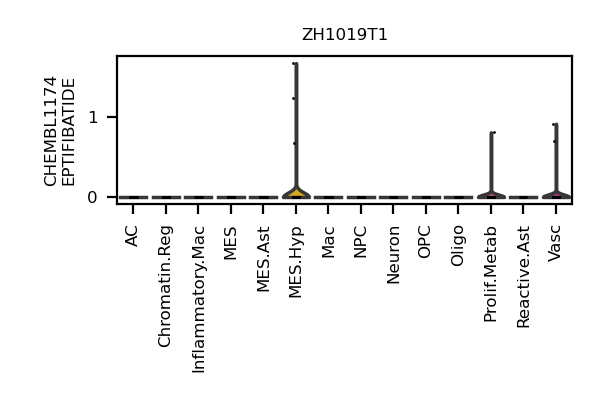 ZH1019T1
CHEMBL1174
EPTIFIBATIDE
1
0
AC
Chromatin.Reg
Inflammatory.Mac
MES
MES.Ast
MES.Hyp
Mac
NPC
Neuron
OPC
Oligo
Prolif.Metab
Reactive.Ast
Vasc